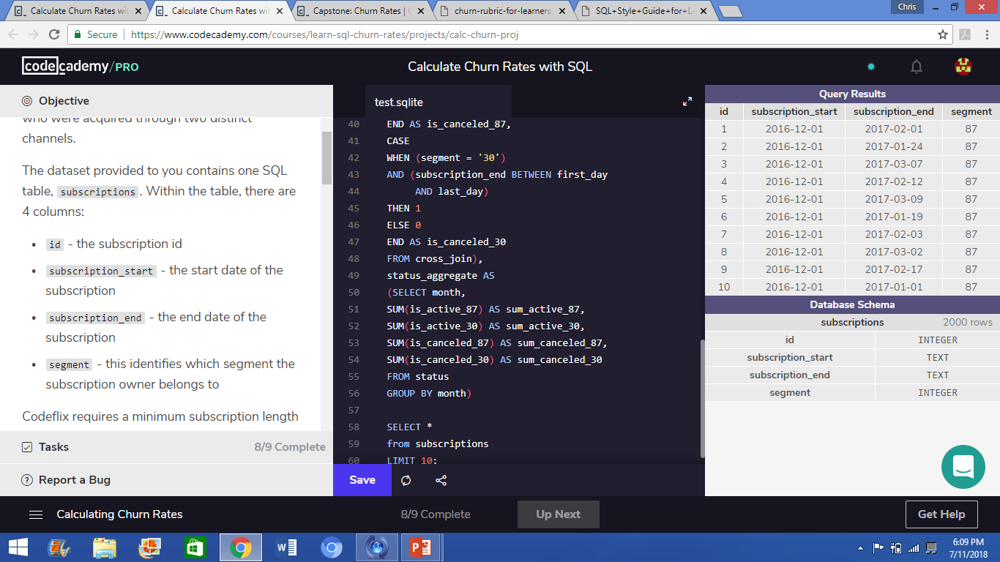 Calculate Churn Rates wit
Calculate Churn Rates wit
Capstone: Churn Rates | C
churn-rubric-for-learners
SQL+Style+Guide+for+L
Chris
Secure
https://www.codecademy.com/courses/learn-sql-churn-rates/projects/calc-churn-proj
codecademy/PRO
Calculate Churn Rates with SQL
Objective
who were acquired through two distinct
channels.
The dataset provided to you contains one SQL
table, subscriptions. Within the table, there are
4 columns:
• id - the subscription id
• subscription_start - the start date of the
subscription
• subscription_end - the end date of the
subscription
• segment - this identifies which segment the
subscription owner belongs to
Codeflix requires a minimum subscription length
Tasks 8/9 Complete
Report a Bug
test.sqlite
40 END AS is_canceled_87,
41 CASE
42 WHEN (segment = '30')
43 AND (subscription_end BETWEEN first_day
44 AND last_day)
45 THEN 1
46 ELSE 0
47 END AS is_canceled_30
48 FROM cross_join),
49 status_aggregate AS
50 (SELECT month,
51 SUM(is_active_87) AS sum_active_87,
52 SUM(is_active_30) AS sum_active_30,
53 SUM(is_canceled_87) AS sum_canceled_87,
54 SUM(is_canceled_30) AS sum_canceled_30
55 FROM status
56 GROUP BY month)
57
58 SELECT *
59 from subscriptions
60 LIMIT 10;
Save
Query Results
id subscription_start subscription_end segment
1 2016-12-01 2017-02-01 87
2 2016-12-01 2017-01-24 87
3 2016-12-01 2017-03-07 87
4 2016-12-01 2017-02-12 87
5 2016-12-01 2017-03-09 87
6 2016-12-01 2017-01-19 87
7 2016-12-01 2017-02-03 87
8 2016-12-01 2017-03-02 87
9 2016-12-01 2017-02-17 87
10 2016-12-01 2017-01-01 87
Database Schema
subscriptions 2000 rows
id INTEGER
subscription_start TEXT
subscription_end TEXT
segment INTEGER
Calculating Churn Rates
8/9 Complete
Up Next
Get Help
6:09 PM
7/11/2018